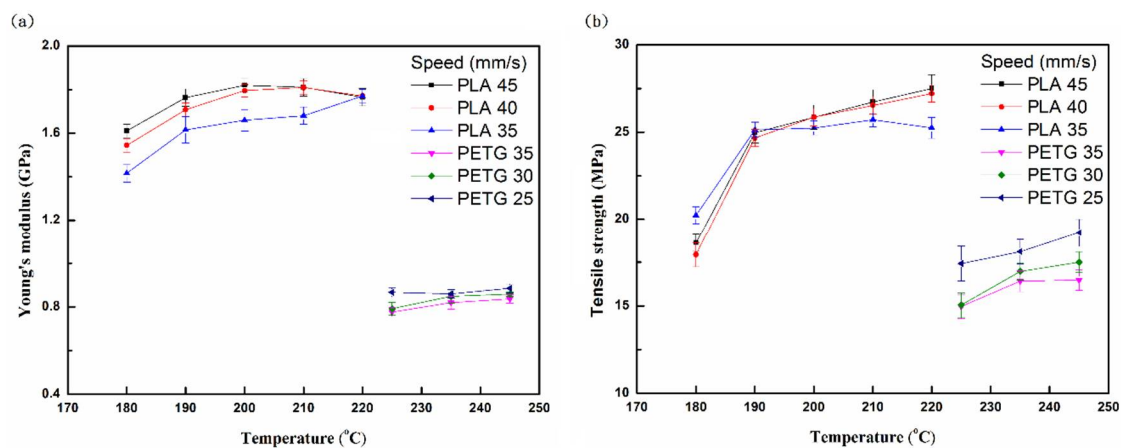 (a)
2.0
1.6
1.2
0.8
0.4
Young's modulus (GPa)
Speed (mm/s)
PLA 45
PLA 40
PLA 35
PETG 35
PETG 30
PETG 25
170 180 190 200 210 220 230 240 250
Temperature (°C)
(b)
30
25
20
15
10
Tensile strength (MPa)
Speed (mm/s)
PLA 45
PLA 40
PLA 35
PETG 35
PETG 30
PETG 25
170 180 190 200 210 220 230 240 250
Temperature (°C)